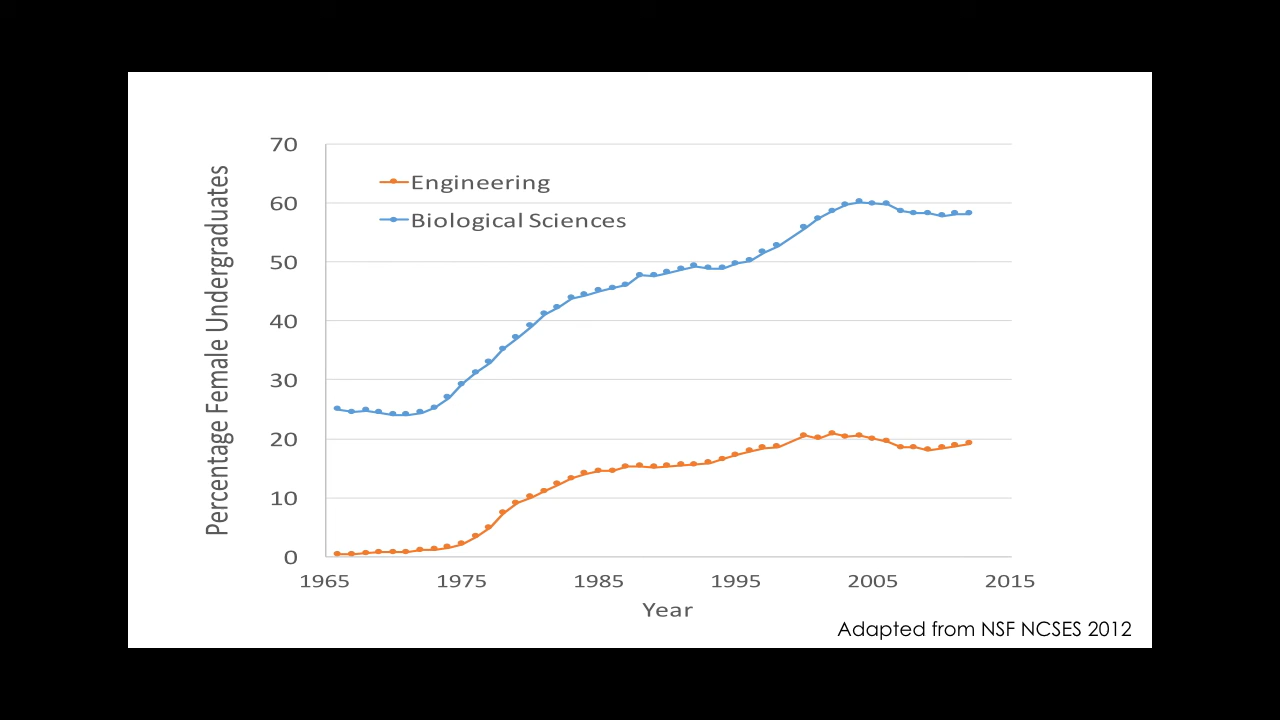 70
60
50
40
30
20
10
0
Percentage Female Undergraduates
Engineering
Biological Sciences
1965 1975 1985 1995 2005 2015
Year
Adapted from NSF NCSES 2012